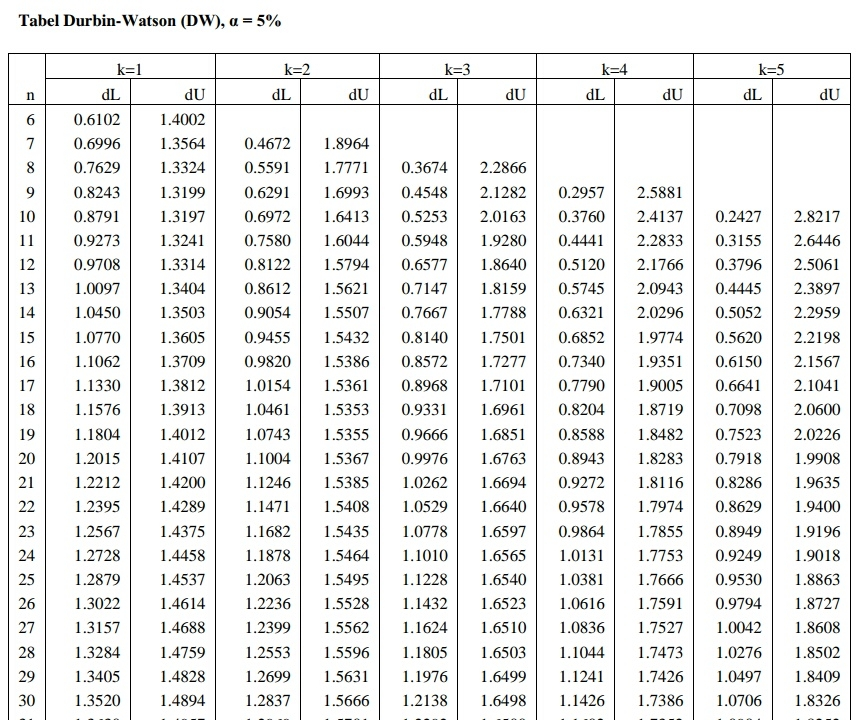 Tabel Durbin-Watson (DW), α = 5%
k=1 k=2 k=3 k=4 k=5
n dL dU dL dU dL dU dL dU dL dU
6 0.6102 1.4002
7 0.6996 1.3564 0.4672 1.8964
8 0.7629 1.3324 0.5591 1.7771 0.3674 2.2866
9 0.8243 1.3199 0.6291 1.6993 0.4548 2.1282 0.2957 2.5881
10 0.8791 1.3197 0.6972 1.6413 0.5253 2.0163 0.3760 2.4137 0.2427 2.8217
11 0.9273 1.3241 0.7580 1.6044 0.5948 1.9280 0.4441 2.2833 0.3155 2.6446
12 0.9708 1.3314 0.8122 1.5794 0.6577 1.8640 0.5120 2.1766 0.3796 2.5061
13 1.0097 1.3404 0.8612 1.5621 0.7147 1.8159 0.5745 2.0943 0.4445 2.3897
14 1.0450 1.3503 0.9054 1.5507 0.7667 1.7788 0.6321 2.0296 0.5052 2.2959
15 1.0770 1.3605 0.9455 1.5432 0.8140 1.7501 0.6852 1.9774 0.5620 2.2198
16 1.1062 1.3709 0.9820 1.5386 0.8572 1.7277 0.7340 1.9351 0.6150 2.1567
17 1.1330 1.3812 1.0154 1.5361 0.8968 1.7101 0.7790 1.9005 0.6641 2.1041
18 1.1576 1.3913 1.0461 1.5353 0.9331 1.6961 0.8204 1.8719 0.7098 2.0600
19 1.1804 1.4012 1.0743 1.5355 0.9666 1.6851 0.8588 1.8482 0.7523 2.0226
20 1.2015 1.4107 1.1004 1.5367 0.9976 1.6763 0.8943 1.8283 0.7918 1.9908
21 1.2212 1.4200 1.1246 1.5385 1.0262 1.6694 0.9272 1.8116 0.8286 1.9635
22 1.2395 1.4289 1.1471 1.5408 1.0529 1.6640 0.9578 1.7974 0.8629 1.9400
23 1.2567 1.4375 1.1682 1.5435 1.0778 1.6597 0.9864 1.7855 0.8949 1.9196
24 1.2728 1.4458 1.1878 1.5464 1.1010 1.6565 1.0131 1.7753 0.9249 1.9018
25 1.2879 1.4537 1.2063 1.5495 1.1228 1.6540 1.0381 1.7666 0.9530 1.8863
26 1.3022 1.4614 1.2236 1.5528 1.1432 1.6523 1.0616 1.7591 0.9794 1.8727
27 1.3157 1.4688 1.2399 1.5562 1.1624 1.6510 1.0836 1.7527 1.0042 1.8608
28 1.3284 1.4759 1.2553 1.5596 1.1805 1.6503 1.1044 1.7473 1.0276 1.8502
29 1.3405 1.4828 1.2699 1.5631 1.1976 1.6499 1.1241 1.7426 1.0497 1.8409
30 1.3520 1.4894 1.2837 1.5666 1.2138 1.6498 1.1426 1.7386 1.0706 1.8326